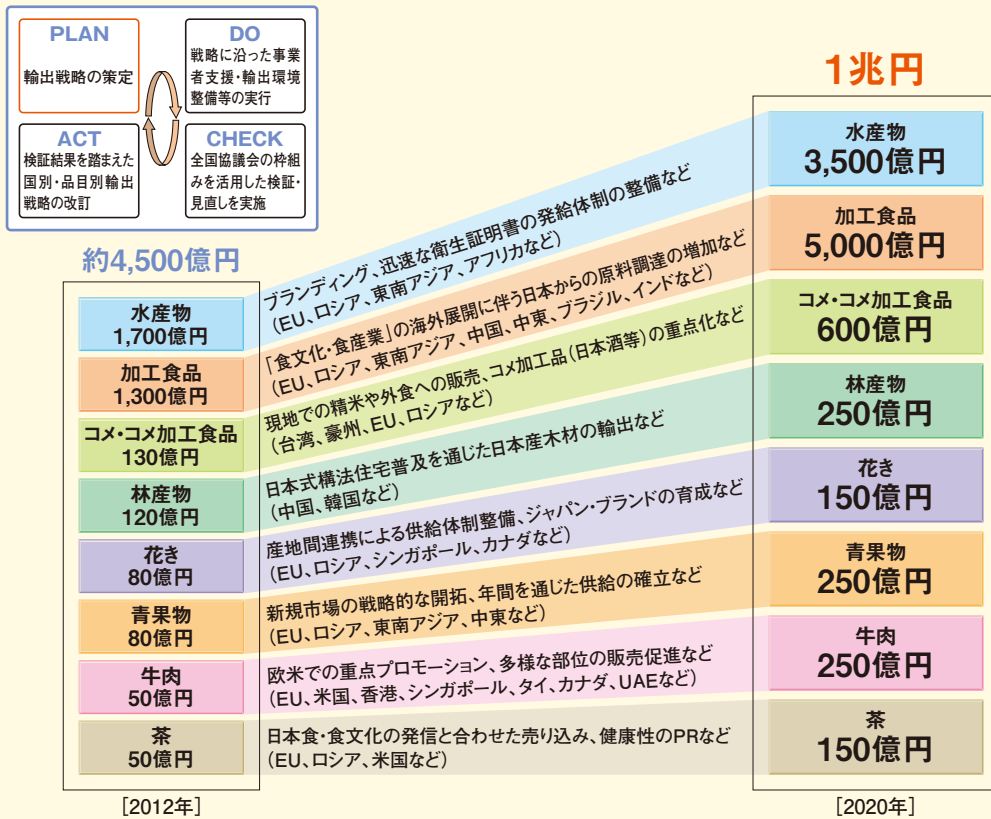 PLAN
輸出戦略の策定
DO
戦略に沿った事業
者支援・輸出環境
整備等の実行
ACT
検証結果を踏まえた
国別・品目別輸出
戦略の改訂
CHECK
全国協議会の枠組
みを活用した検証・
見直しを実施
約4,500億円
水産物
1,700億円
加工食品
1,300億円
コメ・コメ加工食品
130億円
林産物
120億円
花き
80億円
青果物
80億円
牛肉
50億円
茶
50億円
[2012年]
ブランディング、迅速な衛生証明書の発給体制の整備など
(EU、ロシア、東南アジア、アフリカなど)
「食文化・食産業」の海外展開に伴う日本からの原料調達の増加など
(EU、ロシア、東南アジア、中国、中東、ブラジル、インドなど)
現地での精米や外食への販売、コメ加工品(日本酒等)の重点化など
(台湾、豪州、EU、ロシアなど)
日本式構法住宅普及を通じた日本産木材の輸出など
(中国、韓国など)
産地間連携による供給体制整備、ジャパン・ブランドの育成など
(EU、ロシア、シンガポール、カナダなど)
新規市場の戦略的な開拓、年間を通じた供給の確立など
(EU、ロシア、東南アジア、中東など)
欧米での重点プロモーション、多様な部位の販売促進など
(EU、米国、香港、シンガポール、タイ、カナダ、UAEなど)
日本食・食文化の発信と合わせた売り込み、健康性のPRなど
(EU、ロシア、米国など)
1兆円
水産物
3,500億円
加工食品
5,000億円
コメ・コメ加工食品
600億円
林産物
250億円
花き
150億円
青果物
250億円
牛肉
250億円
茶
150億円
[2020年]